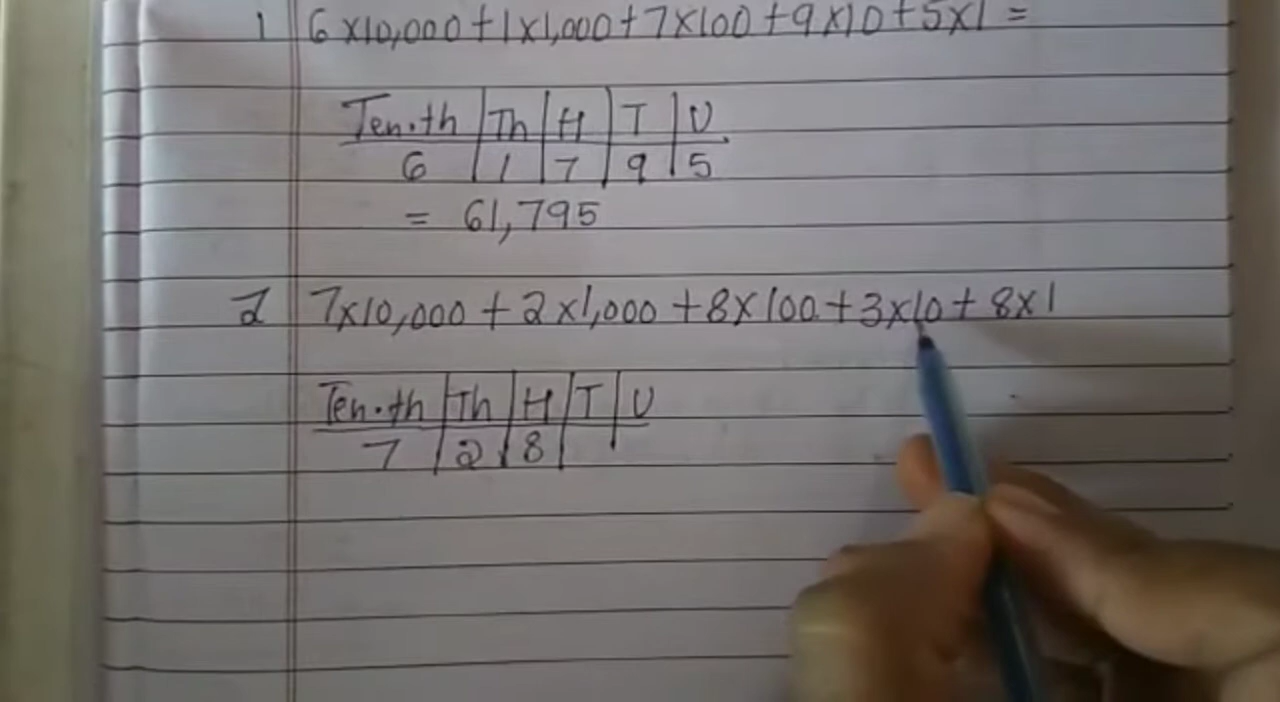 1 6×10,000+1×1,000+7×100+9×10+5×1=
Ten.th Th H T U
6 1 7 9 5
= 61,795
2 7×10,000+2×1,000+8×100+3×10+8×1
Ten.th Th H T U
7 2 8